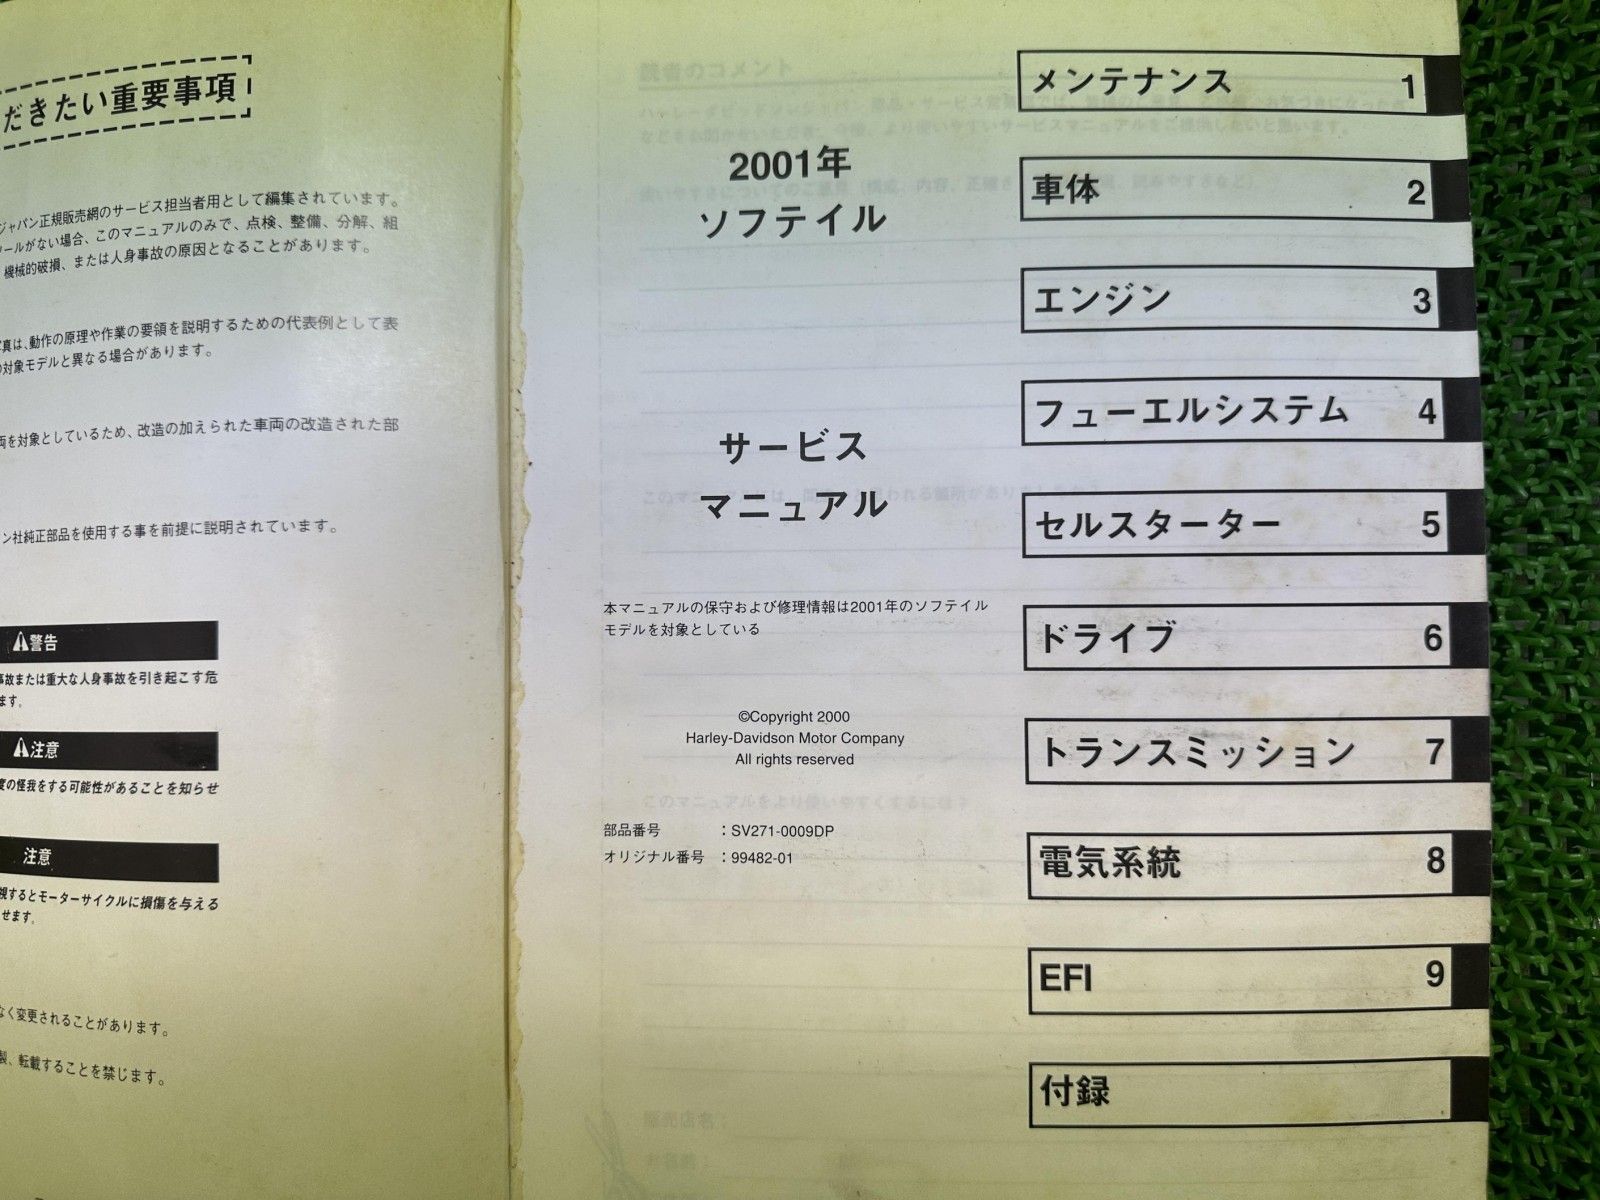 だきたい重要事項
ジャパン正規販売網のサービス担当者用として編集されています。
ールがない場合、このマニュアルのみで、点検、整備、分解、組
機械的破損、または人身事故の原因となることがあります。
真は、動作の原理や作業の要領を説明するための代表例として表
の対象モデルと異なる場合があります。
両を対象としているため、改造の加えられた車両の改造された部
ン社純正部品を使用する事を前提に説明されています。
警告
事故または重大な人身事故を引き起こす危
ます。
注意
度の怪我をする可能性があることを知らせ
注意
視するとモーターサイクルに損傷を与える
せます。
なく変更されることがあります。
製、転載することを禁じます。
2001年
ソフテイル
サービス
マニュアル
本マニュアルの保守および修理情報は2001年のソフテイル
モデルを対象としている
©Copyright 2000
Harley-Davidson Motor Company
All rights reserved
部品番号 ：SV271-0009DP
オリジナル番号 ：99482-01
メンテナンス 1
車体 2
エンジン 3
フューエルシステム 4
セルスターター 5
ドライブ 6
トランスミッション 7
電気系統 8
EFI 9
付録